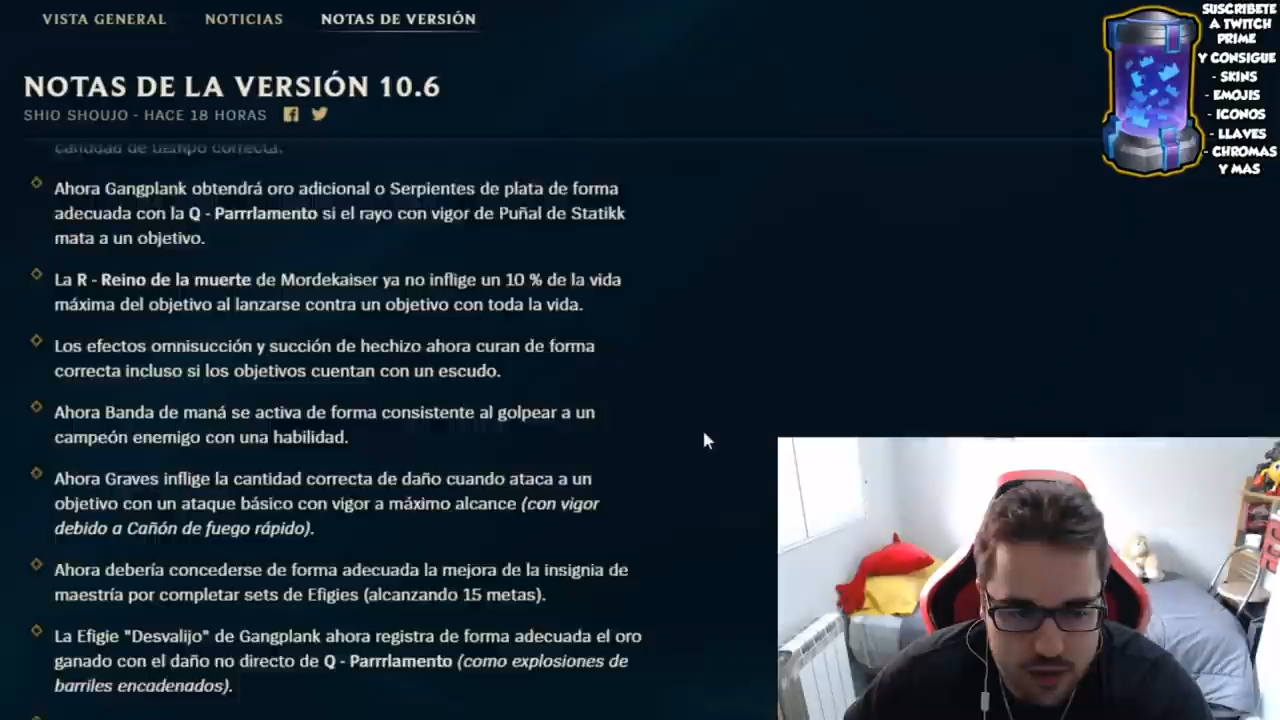 VISTA GENERAL
NOTICIAS
NOTAS DE VERSIÓN
NOTAS DE LA VERSIÓN 10.6
SHIO SHOUJO - HACE 18 HORAS
cantidad de tiempo correcta.
Ahora Gangplank obtendrá oro adicional o Serpientes de plata de forma
adecuada con la Q - Parrrlamento si el rayo con vigor de Puñal de Statikk
mata a un objetivo.
La R - Reino de la muerte de Mordekaiser ya no inflige un 10 % de la vida
máxima del objetivo al lanzarse contra un objetivo con toda la vida.
Los efectos omnisucción y succión de hechizo ahora curan de forma
correcta incluso si los objetivos cuentan con un escudo.
Ahora Banda de maná se activa de forma consistente al golpear a un
campeón enemigo con una habilidad.
Ahora Graves inflige la cantidad correcta de daño cuando ataca a un
objetivo con un ataque básico con vigor a máximo alcance (con vigor
debido a Cañón de fuego rápido).
Ahora debería concederse de forma adecuada la mejora de la insignia de
maestría por completar sets de Efigies (alcanzando 15 metas).
La Efigie "Desvalijo" de Gangplank ahora registra de forma adecuada el oro
ganado con el daño no directo de Q - Parrrlamento (como explosiones de
barriles encadenados).
SUSCRIBETE
A TWITCH
PRIME
Y CONSIGUE
- SKINS
- EMOJIS
- ICONOS
- LLAVES
- CHROMAS
Y MAS